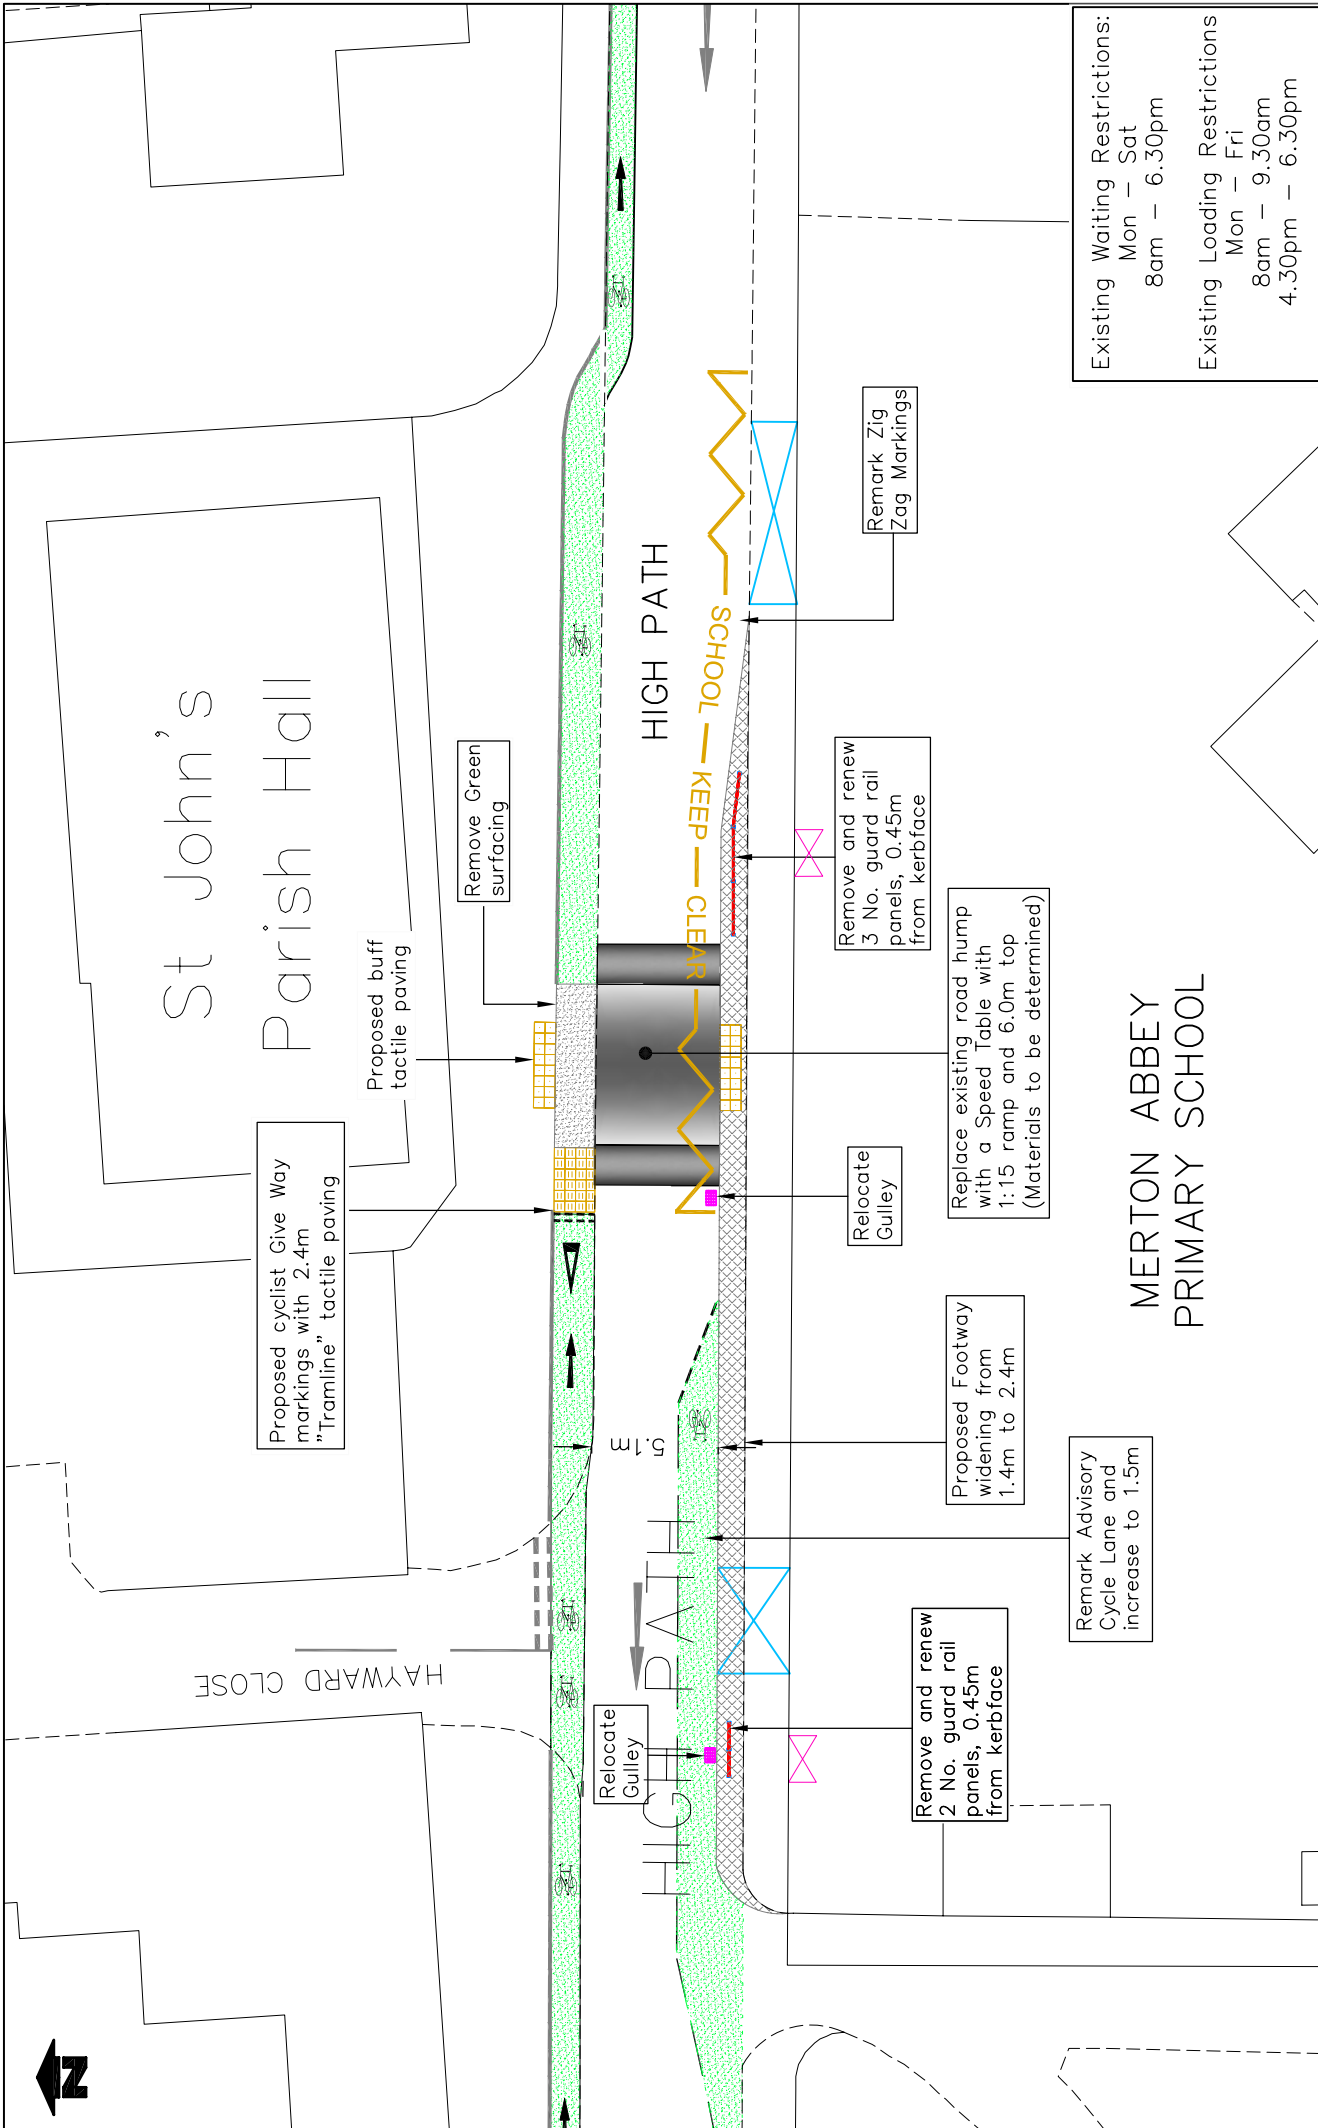 St John's
Parish Hall
Proposed cyclist Give Way
markings with 2.4m
"Tramline" tactile paving
Proposed buff
tactile paving
Remove Green
surfacing
HAYWARD CLOSE
HIGH PATH
5.1m
HIGH PATH
SCHOOL KEEP CLEAR
Relocate
Gulley
Relocate
Gulley
Remark Zig
Zag Markings
Remove and renew
3 No. guard rail
panels, 0.45m
from kerbface
Replace existing road hump
with a Speed Table with
1:15 ramp and 6.0m top
(Materials to be determined)
Proposed Footway
widening from
1.4m to 2.4m
Remark Advisory
Cycle Lane and
increase to 1.5m
Remove and renew
2 No. guard rail
panels, 0.45m
from kerbface
MERTON ABBEY
PRIMARY SCHOOL
Existing Waiting Restrictions:
Mon - Sat
8am - 6.30pm
Existing Loading Restrictions
Mon - Fri
8am - 9.30am
4.30pm - 6.30pm
N